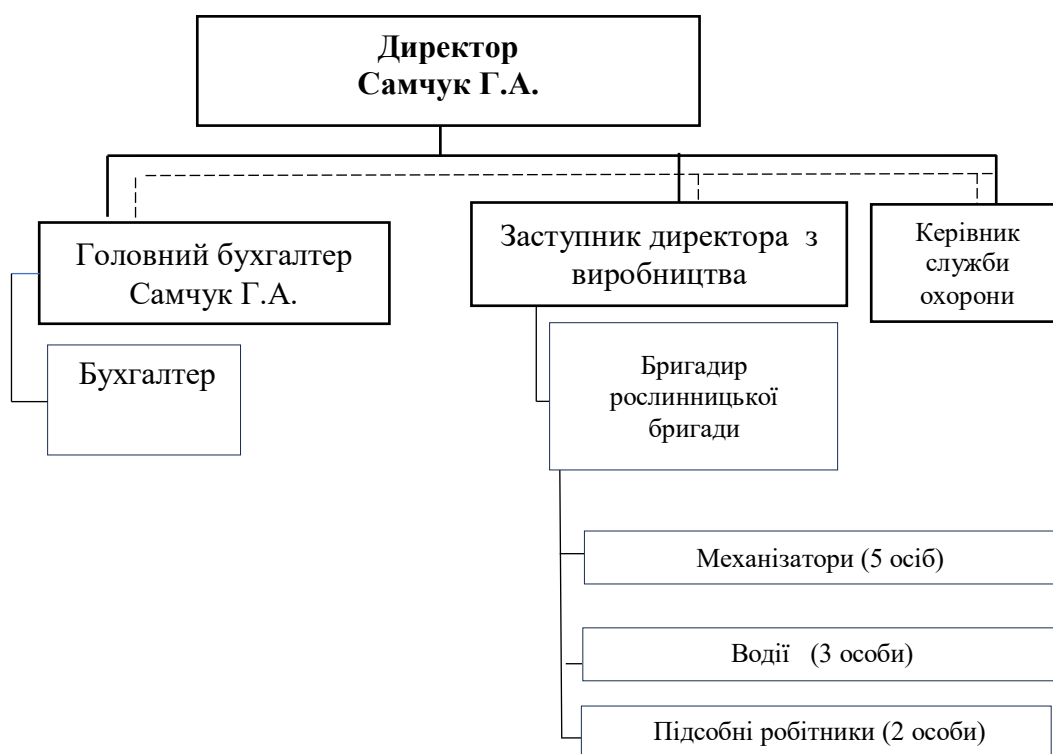 Директор
Самчук Г.А.
Головний бухгалтер
Самчук Г.А.
Заступник директора з
виробництва
Керівник
служби
охорони
Бухгалтер
Бригадир
рослинницької
бригади
Механізатори (5 осіб)
Водії (3 особи)
Підсобні робітники (2 особи)